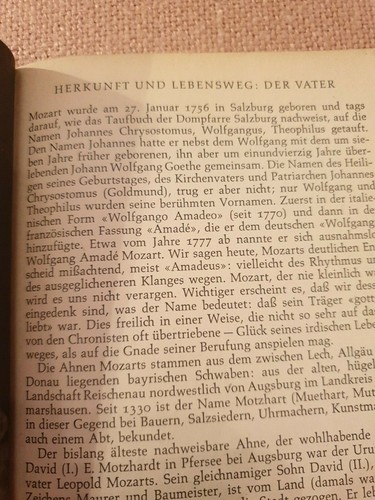 HERKUNFT UND LEBENSWEG: DER VATER
Mozart wurde am 27. Januar 1756 in Salzburg geboren und tags
darauf, wie das Taufbuch der Dompfarre Salzburg nachweist, auf die
Namen Johannes Chrysostomus, Wolfgangus, Theophilus getauft.
Den Namen Johannes hatte er nebst dem Wolfgang mit dem um sie-
ben Jahre früher geborenen, ihn aber um einundvierzig Jahre über-
lebenden Johann Wolfgang Goethe gemeinsam. Die Namen des Heili-
gen seines Geburtstages, des Kirchenvaters und Patriarchen Johannes
Chrysostomus (Goldmund), trug er aber nicht; nur Wolfgang und
Theophilus wurden seine berühmten Vornamen. Zuerst in der italie-
nischen Form «Wolfgango Amadeo» (seit 1770) und dann in de
französischen Fassung «Amadé», die er dem deutschen «Wolfgang
hinzufügte. Etwa vom Jahre 1777 ab nannte er sich ausnahmslo
Wolfgang Amadé Mozart. Wir sagen heute, Mozarts deutlichen En
scheid mißachtend, meist «Amadeus»: vielleicht des Rhythmus u
des ausgeglicheneren Klanges wegen. Mozart, der nie kleinlich w
wird es uns nicht verargen. Wichtiger erscheint es, daß wir dess
eingedenk sind, was der Name bedeutet: daß sein Träger «gott
liebt» war. Dies freilich in einer Weise, die nicht so sehr auf da
von den Chronisten oft übertriebene – Glück seines irdischen Lebe
weges, als auf die Gnade seiner Berufung anspielen mag.
Die Ahnen Mozarts stammen aus dem zwischen Lech, Allgäu
Donau liegenden bayrischen Schwaben: aus der alten, hügel
Landschaft Reischenau nordwestlich von Augsburg im Landkreis
marshausen. Seit 1330 ist der Name Motzhart (Muethart, Mut
in dieser Gegend bei Bauern, Salzsiedern, Uhrmachern, Kunstma
auch einem Abt, bekundet.
Der bislang älteste nachweisbare Ahne, der wohlhabende
David (I.) E. Motzhardt in Pfersee bei Augsburg war der Urur
vater Leopold Mozarts. Sein gleichnamiger Sohn David (II.),
Zeichens Maurer und Baumeister, ist vom Land (damals